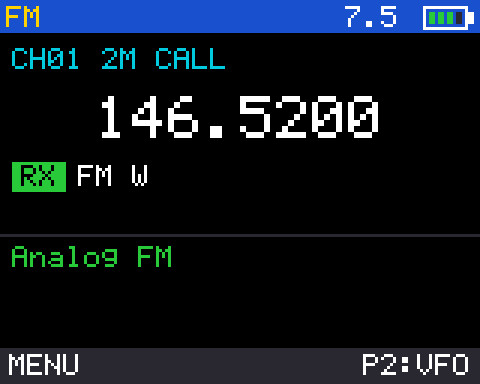 FM 7.5
CH01 2M CALL
146.5200
RX FM W
Analog FM
MENU P2:VFO